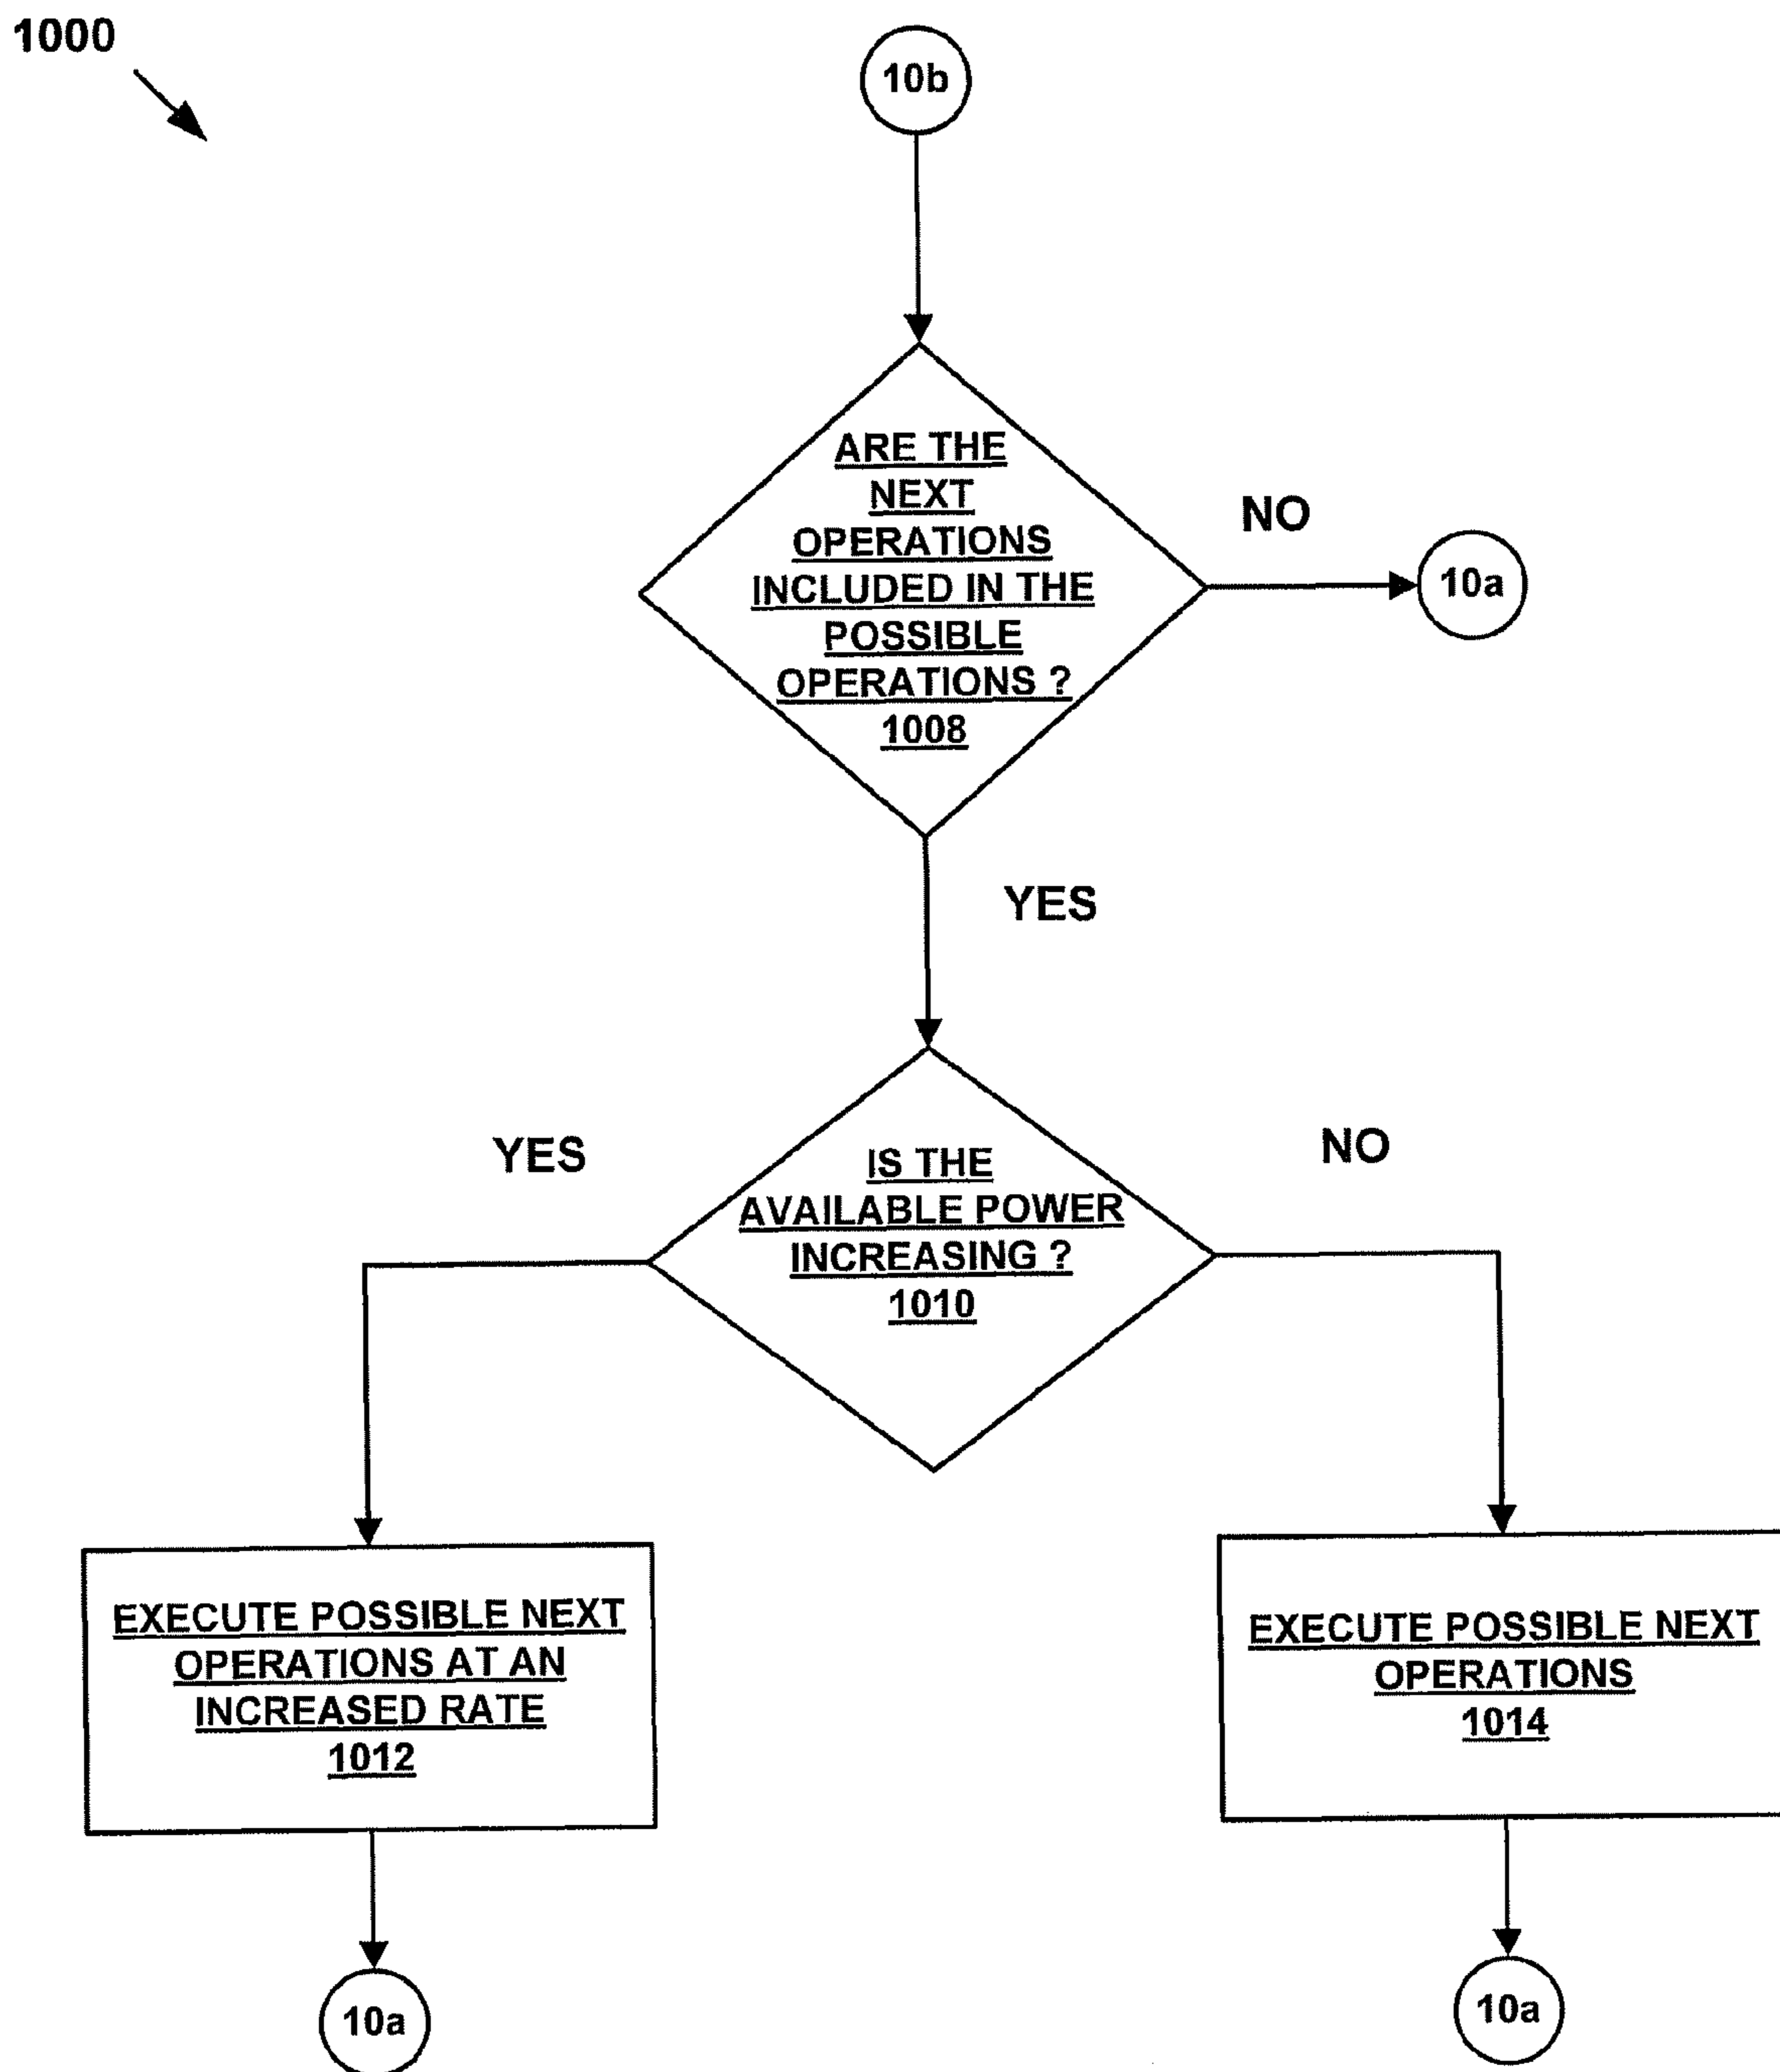 1000
10b
ARE THE
NEXT
OPERATIONS
INCLUDED IN THE
POSSIBLE
OPERATIONS ?
1008
NO
10a
YES
YES
IS THE
AVAILABLE POWER
INCREASING ?
1010
NO
EXECUTE POSSIBLE NEXT
OPERATIONS AT AN
INCREASED RATE
1012
EXECUTE POSSIBLE NEXT
OPERATIONS
1014
10a
10a